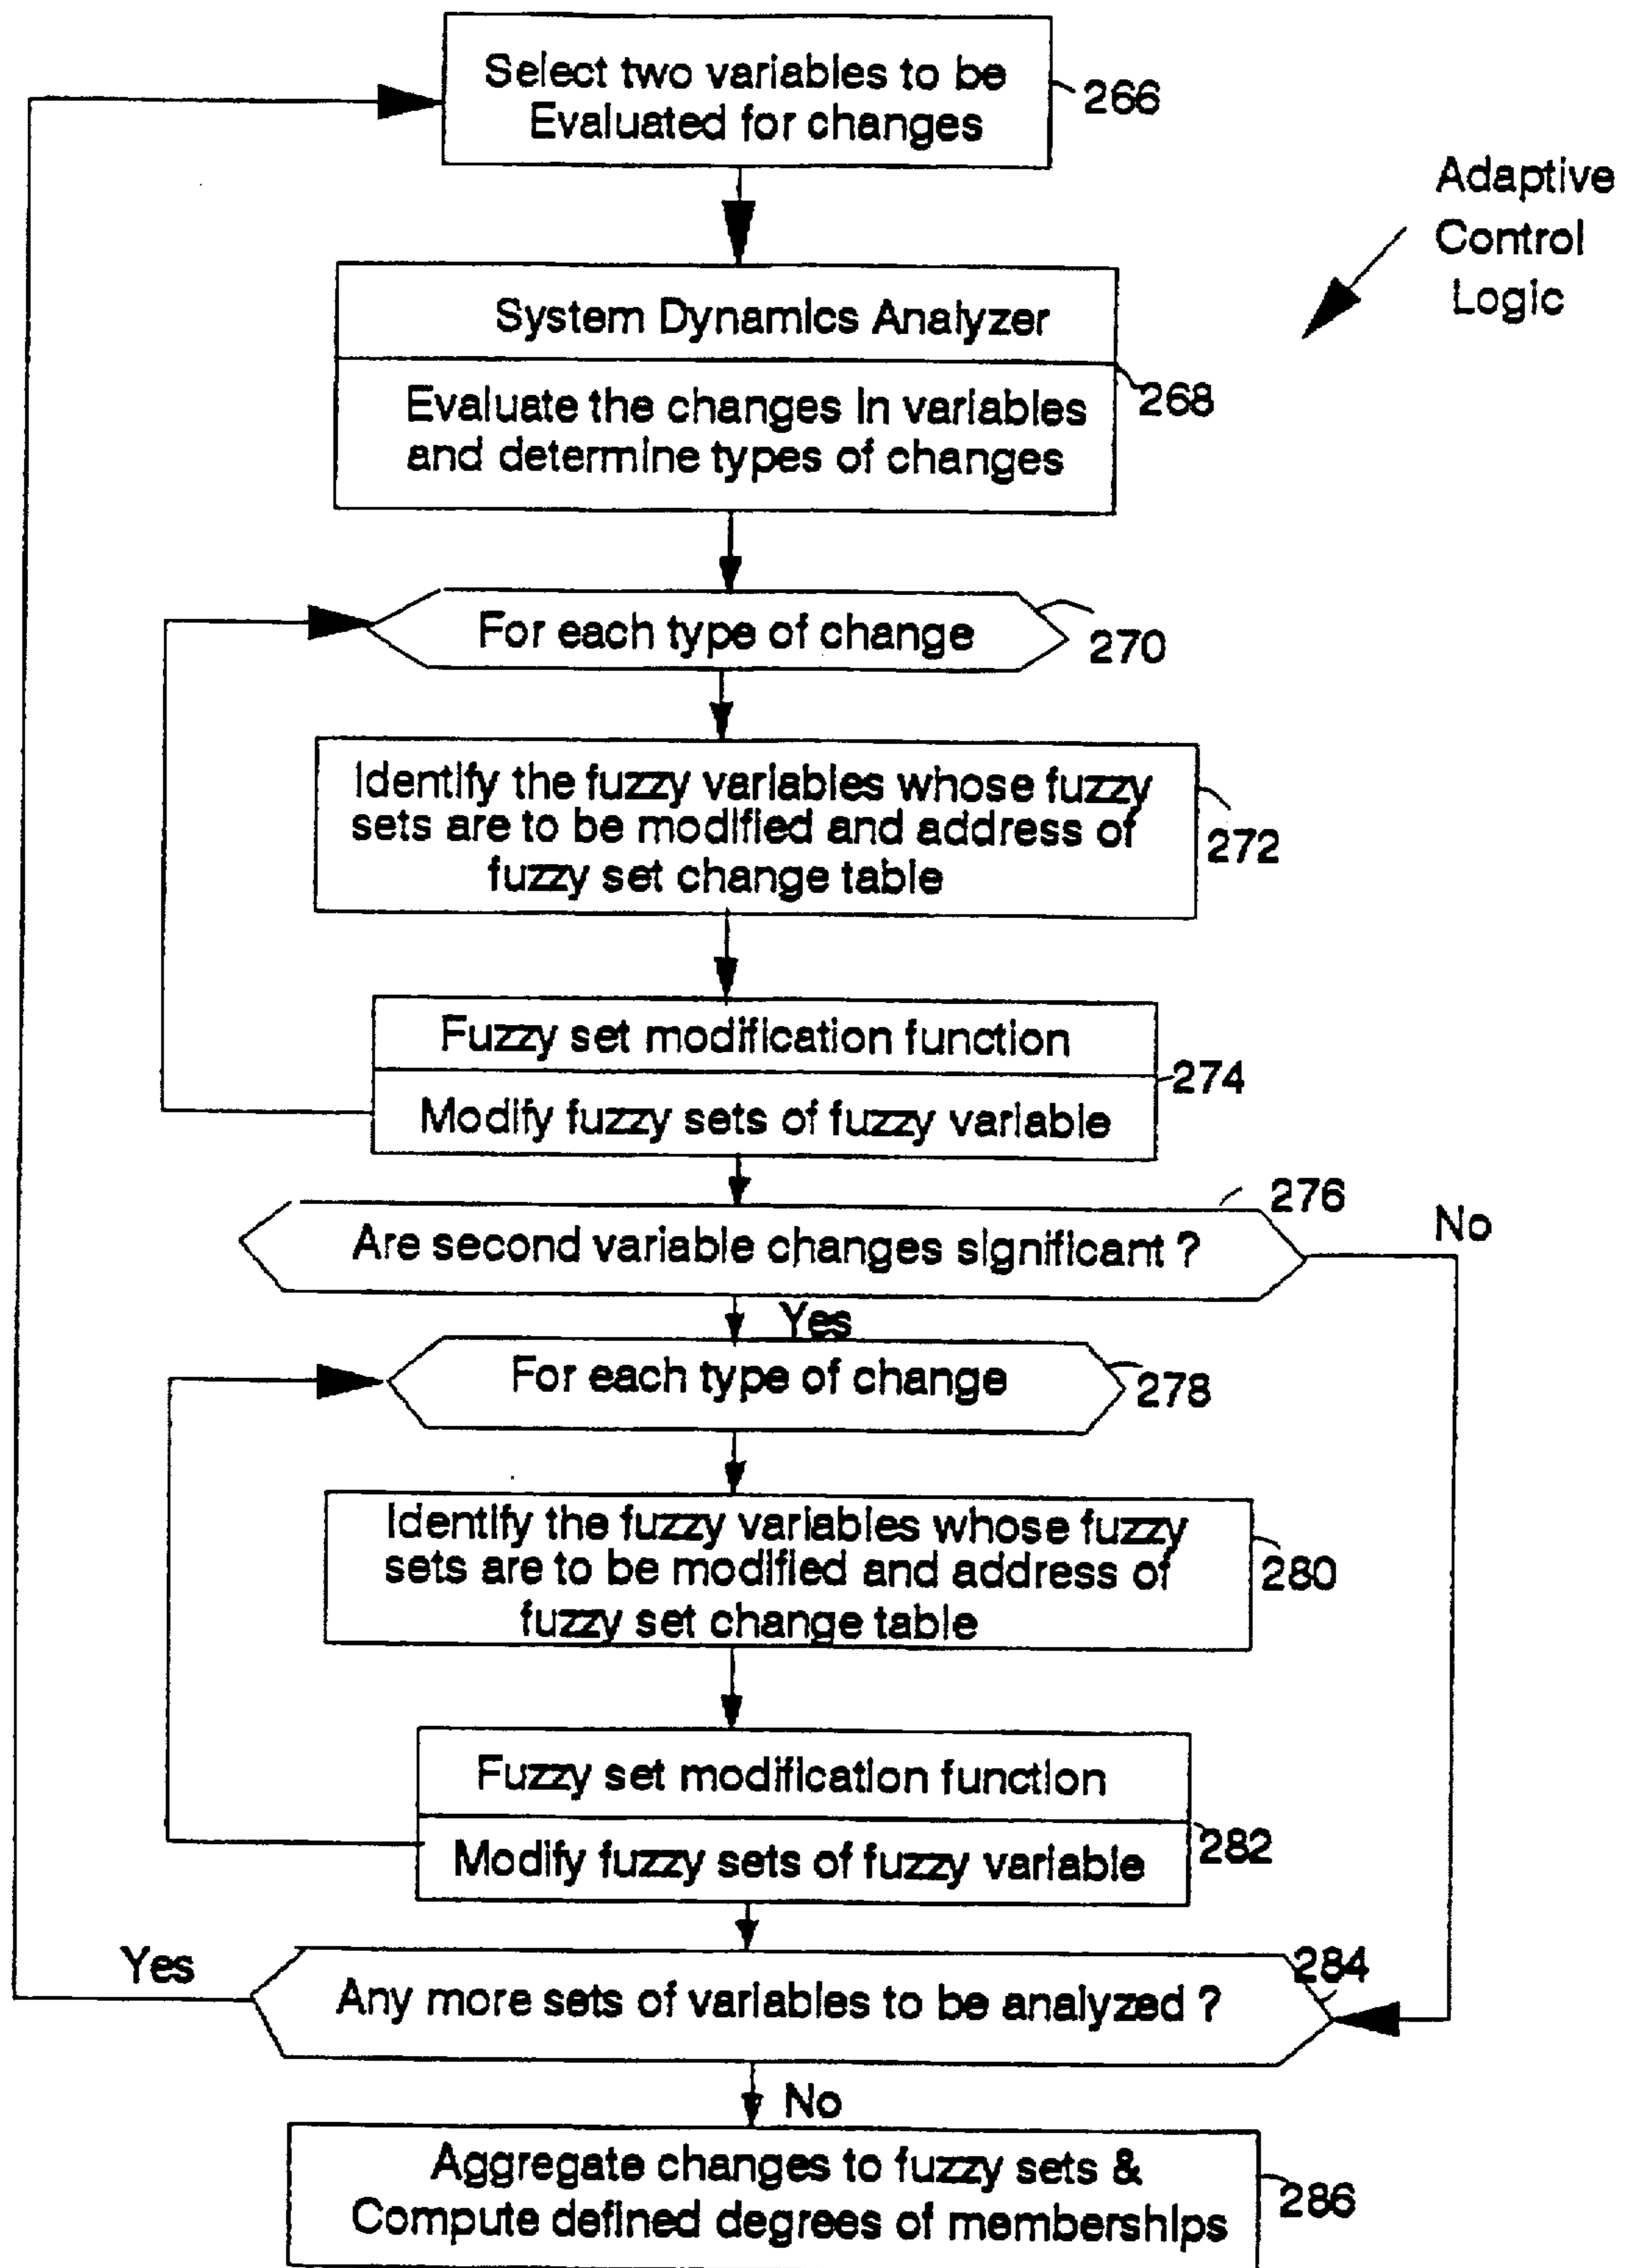 Select two variables to be
Evaluated for changes
266
Adaptive
Control
Logic
System Dynamics Analyzer
268
Evaluate the changes in variables
and determine types of changes
For each type of change
270
Identify the fuzzy variables whose fuzzy
sets are to be modified and address of
fuzzy set change table
272
Fuzzy set modification function
274
Modify fuzzy sets of fuzzy variable
276
Are second variable changes significant ?
No
Yes
For each type of change
278
Identify the fuzzy variables whose fuzzy
sets are to be modified and address of
fuzzy set change table
280
Fuzzy set modification function
282
Modify fuzzy sets of fuzzy variable
Yes
284
Any more sets of variables to be analyzed ?
No
Aggregate changes to fuzzy sets &
Compute defined degrees of memberships
286